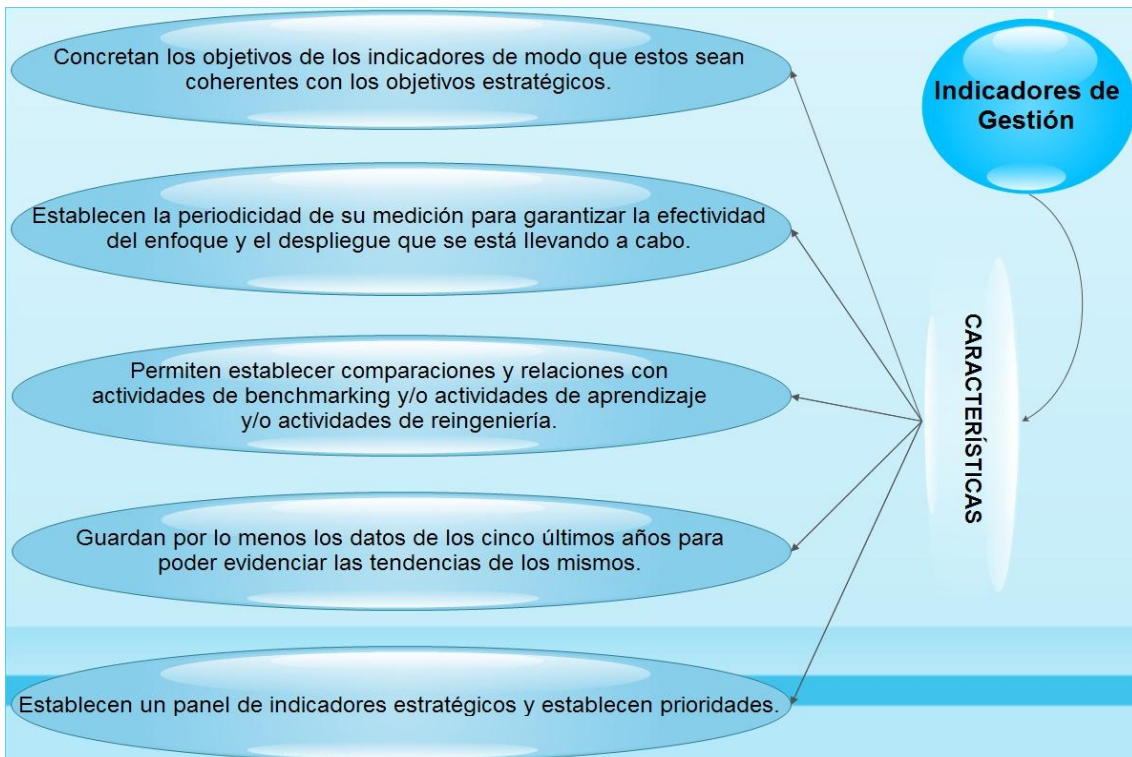 Indicadores de
Gestión
CARACTERÍSTICAS
Concretan los objetivos de los indicadores de modo que estos sean
coherentes con los objetivos estratégicos.
Establecen la periodicidad de su medición para garantizar la efectividad
del enfoque y el despliegue que se está llevando a cabo.
Permiten establecer comparaciones y relaciones con
actividades de benchmarking y/o actividades de aprendizaje
y/o actividades de reingeniería.
Guardan por lo menos los datos de los cinco últimos años para
poder evidenciar las tendencias de los mismos.
Establecen un panel de indicadores estratégicos y establecen prioridades.